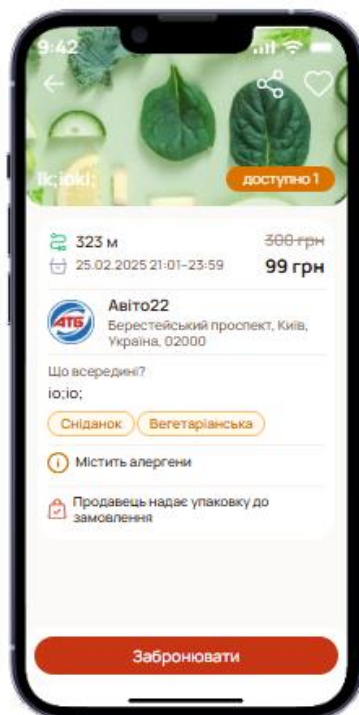 9:42
lk;iokl;
доступно 1
323 м
300 грн
25.02.2025 21:01–23:59
99 грн
АТБ
Авіто22
Берестейський проспект, Київ,
Україна, 02000
Що всередині?
io;io;
Сніданок
Вегетаріанська
Містить алергени
Продавець надає упаковку до
замовлення
Забронювати